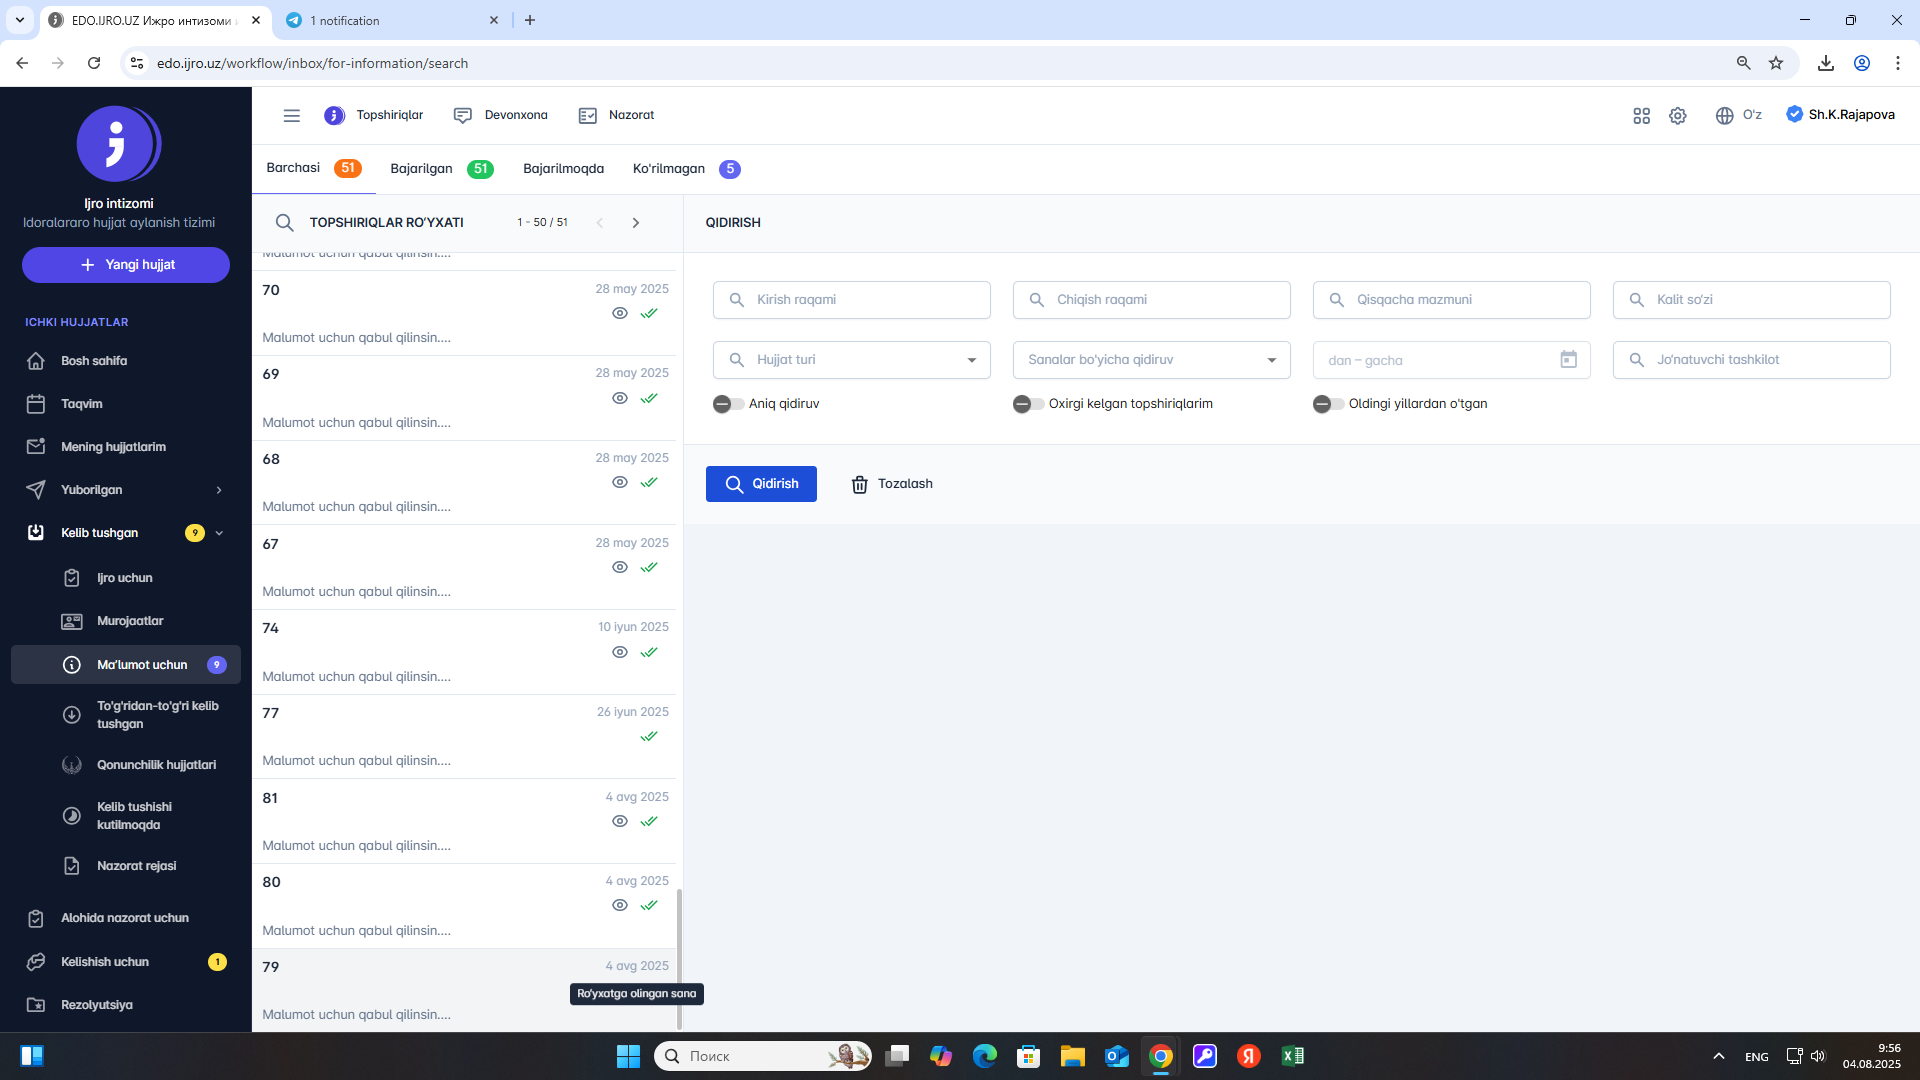 EDO.IJRO.UZ Ижро интизоми
1 notification
edo.ijro.uz/workflow/inbox/for-information/search
Ijro intizomi
Idoralararo hujjat aylanish tizimi
Yangi hujjat
ICHKI HUJJATLAR
Bosh sahifa
Taqvim
Mening hujjatlarim
Yuborilgan
Kelib tushgan 9
Ijro uchun
Murojaatlar
Ma'lumot uchun 9
To'g'ridan-to'g'ri kelib
tushgan
Qonunchilik hujjatlari
Kelib tushishi
kutilmoqda
Nazorat rejasi
Alohida nazorat uchun
Kelishish uchun 1
Rezolyutsiya
Topshiriqlar Devonxona Nazorat
O'z Sh.K.Rajapova
Barchasi 51 Bajarilgan 51 Bajarilmoqda Ko'rilmagan 5
TOPSHIRIQLAR RO'YXATI 1 - 50 / 51
Malumot uchun qabul qilinsin....
70 28 may 2025
Malumot uchun qabul qilinsin....
69 28 may 2025
Malumot uchun qabul qilinsin....
68 28 may 2025
Malumot uchun qabul qilinsin....
67 28 may 2025
Malumot uchun qabul qilinsin....
74 10 iyun 2025
Malumot uchun qabul qilinsin....
77 26 iyun 2025
Malumot uchun qabul qilinsin....
81 4 avg 2025
Malumot uchun qabul qilinsin....
80 4 avg 2025
Malumot uchun qabul qilinsin....
79 4 avg 2025
Ro'yxatga olingan sana
Malumot uchun qabul qilinsin....
QIDIRISH
Kirish raqami Chiqish raqami Qisqacha mazmuni Kalit so'zi
Hujjat turi Sanalar bo'yicha qidiruv dan – gacha Jo'natuvchi tashkilot
Aniq qidiruv Oxirgi kelgan topshiriqlarim Oldingi yillardan o'tgan
Qidirish Tozalash
Поиск
ENG
9:56
04.08.2025